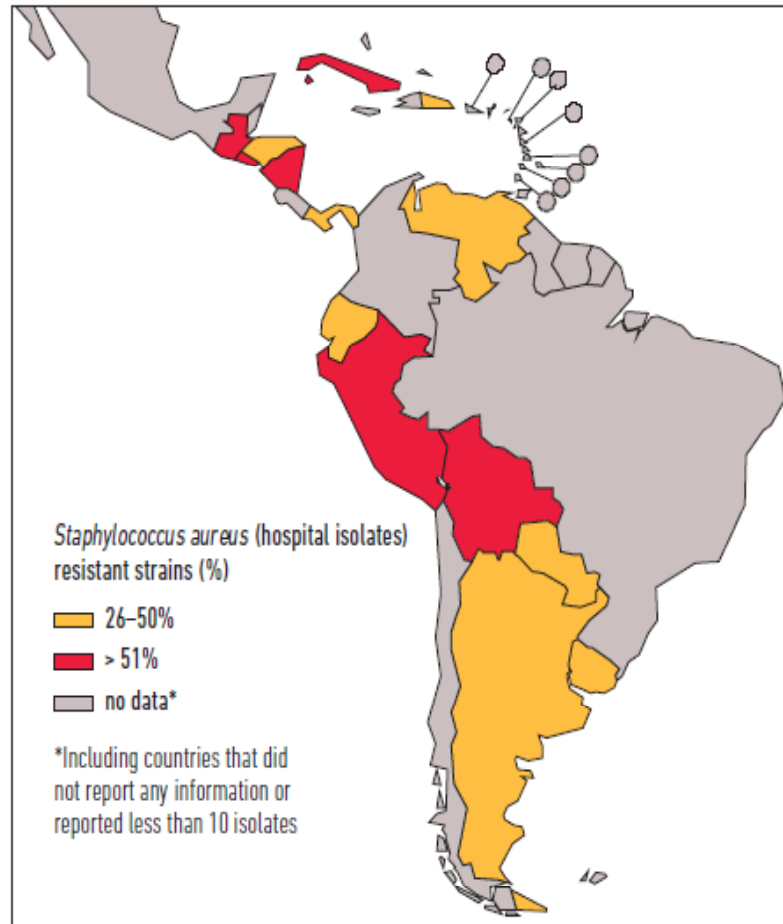 Staphylococcus aureus (hospital isolates)
resistant strains (%)
26–50%
> 51%
no data*
*Including countries that did
not report any information or
reported less than 10 isolates